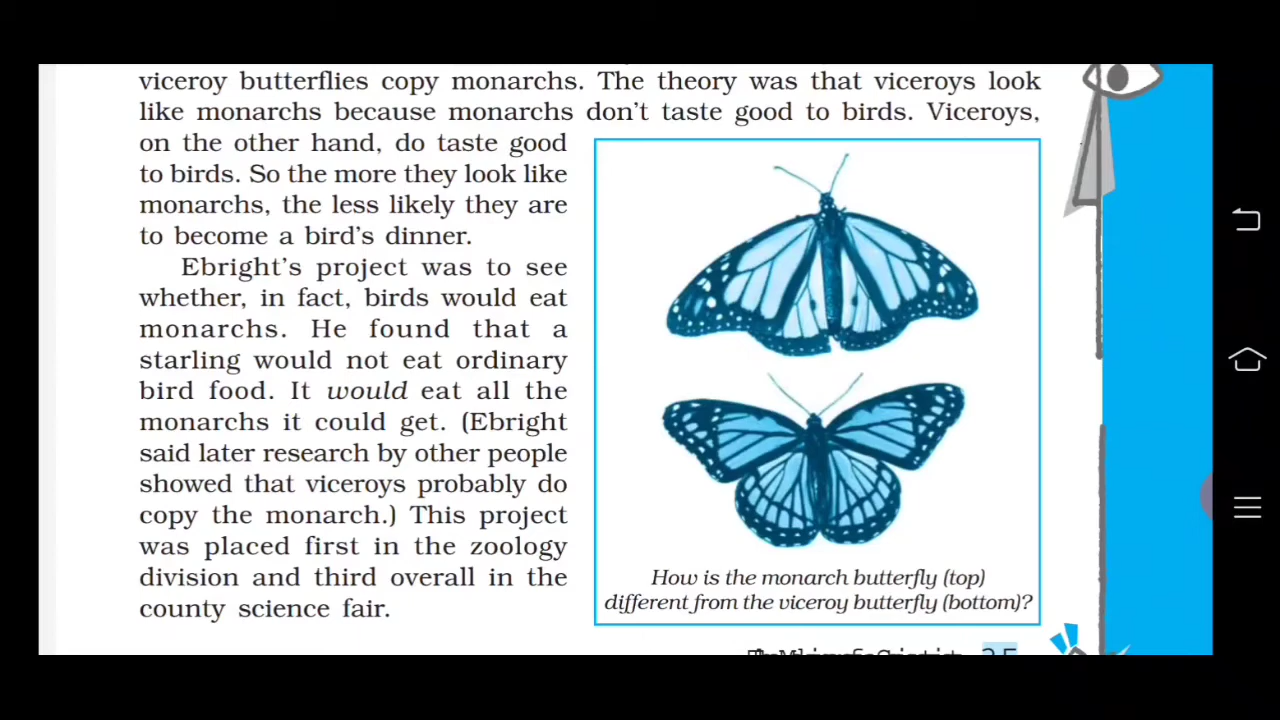 viceroy butterflies copy monarchs. The theory was that viceroys look
like monarchs because monarchs don't taste good to birds. Viceroys,
on the other hand, do taste good
to birds. So the more they look like
monarchs, the less likely they are
to become a bird's dinner.
Ebright's project was to see
whether, in fact, birds would eat
monarchs. He found that a
starling would not eat ordinary
bird food. It would eat all the
monarchs it could get. (Ebright
said later research by other people
showed that viceroys probably do
copy the monarch.) This project
was placed first in the zoology
division and third overall in the
county science fair.
How is the monarch butterfly (top)
different from the viceroy butterfly (bottom)?